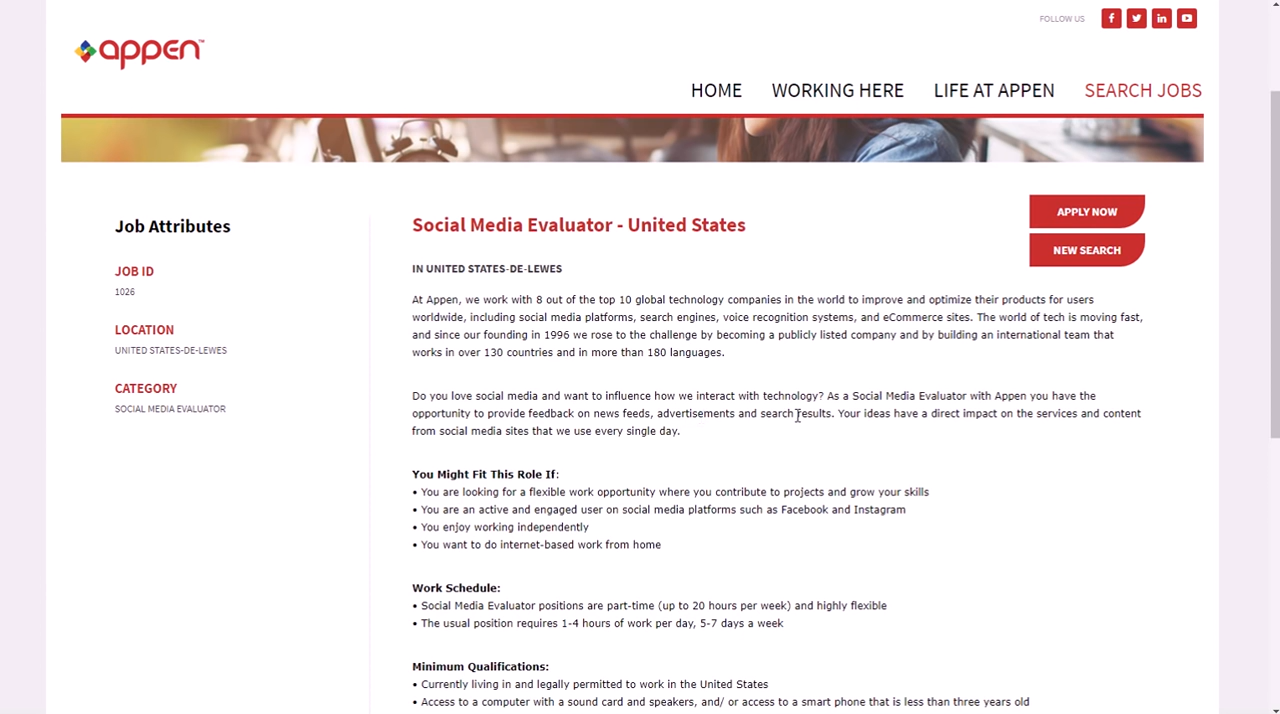 FOLLOW US
appen™
HOME WORKING HERE LIFE AT APPEN SEARCH JOBS
Job Attributes
JOB ID
1026
LOCATION
UNITED STATES-DE-LEWES
CATEGORY
SOCIAL MEDIA EVALUATOR
APPLY NOW
NEW SEARCH
Social Media Evaluator - United States
IN UNITED STATES-DE-LEWES
At Appen, we work with 8 out of the top 10 global technology companies in the world to improve and optimize their products for users
worldwide, including social media platforms, search engines, voice recognition systems, and eCommerce sites. The world of tech is moving fast,
and since our founding in 1996 we rose to the challenge by becoming a publicly listed company and by building an international team that
works in over 130 countries and in more than 180 languages.
Do you love social media and want to influence how we interact with technology? As a Social Media Evaluator with Appen you have the
opportunity to provide feedback on news feeds, advertisements and search results. Your ideas have a direct impact on the services and content
from social media sites that we use every single day.
You Might Fit This Role If:
• You are looking for a flexible work opportunity where you contribute to projects and grow your skills
• You are an active and engaged user on social media platforms such as Facebook and Instagram
• You enjoy working independently
• You want to do internet-based work from home
Work Schedule:
• Social Media Evaluator positions are part-time (up to 20 hours per week) and highly flexible
• The usual position requires 1-4 hours of work per day, 5-7 days a week
Minimum Qualifications:
• Currently living in and legally permitted to work in the United States
• Access to a computer with a sound card and speakers, and/ or access to a smart phone that is less than three years old